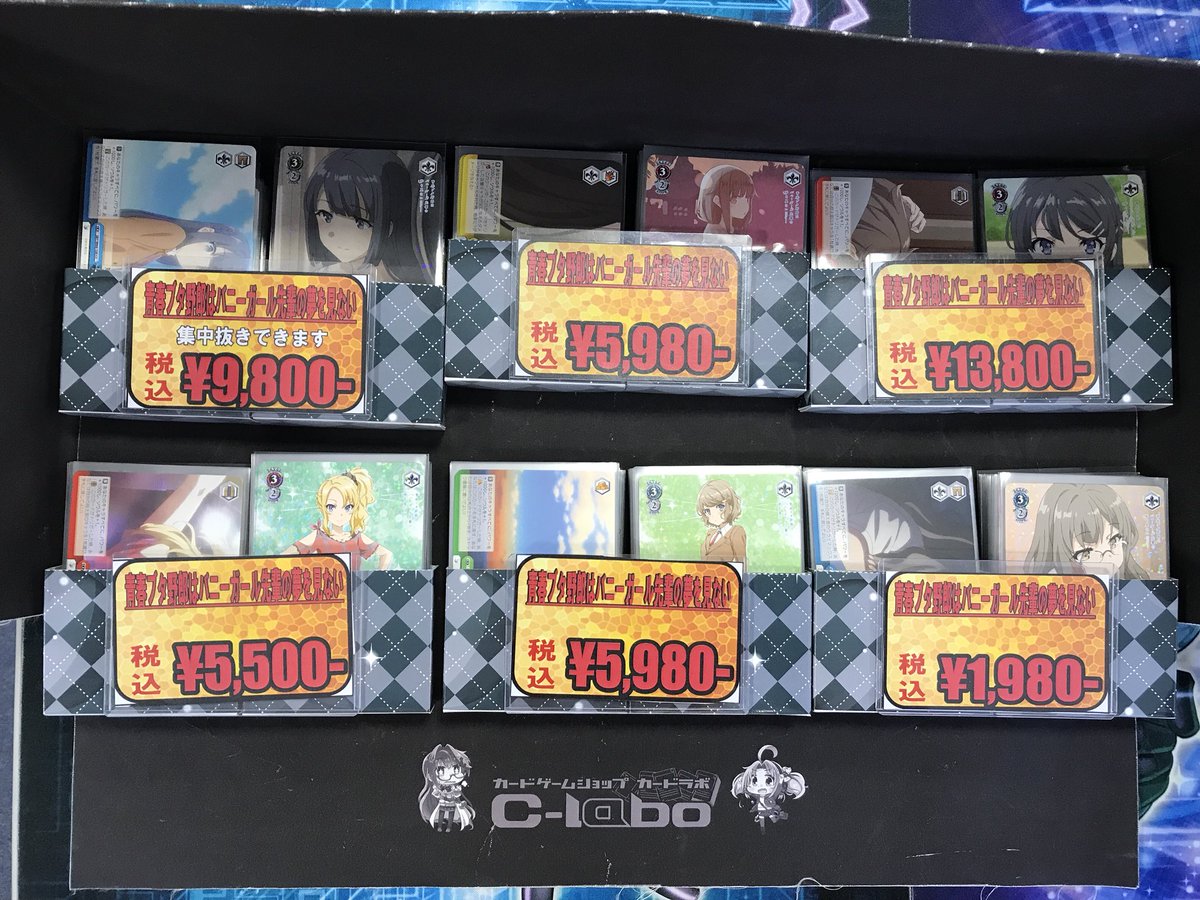 青春ブタ野郎はバニーガール先輩の夢を見ない
集中抜きできます
税込 ¥9,800-
青春ブタ野郎はバニーガール先輩の夢を見ない
税込 ¥5,980-
青春ブタ野郎はバニーガール先輩の夢を見ない
税込 ¥13,800-
青春ブタ野郎はバニーガール先輩の夢を見ない
税込 ¥5,500-
青春ブタ野郎はバニーガール先輩の夢を見ない
税込 ¥5,980-
青春ブタ野郎はバニーガール先輩の夢を見ない
税込 ¥1,980-
カードゲームショップ カードラボ
C-labo